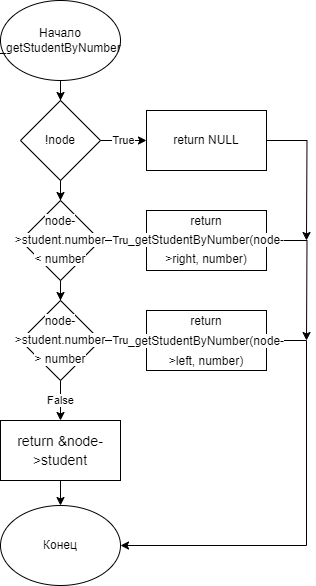 Начало
_getStudentByNumber
!node
True
return NULL
node-
>student.number
< number
Tru
return
_getStudentByNumber(node-
>right, number)
node-
>student.number
> number
Tru
return
_getStudentByNumber(node-
>left, number)
False
return &node-
>student
Конец